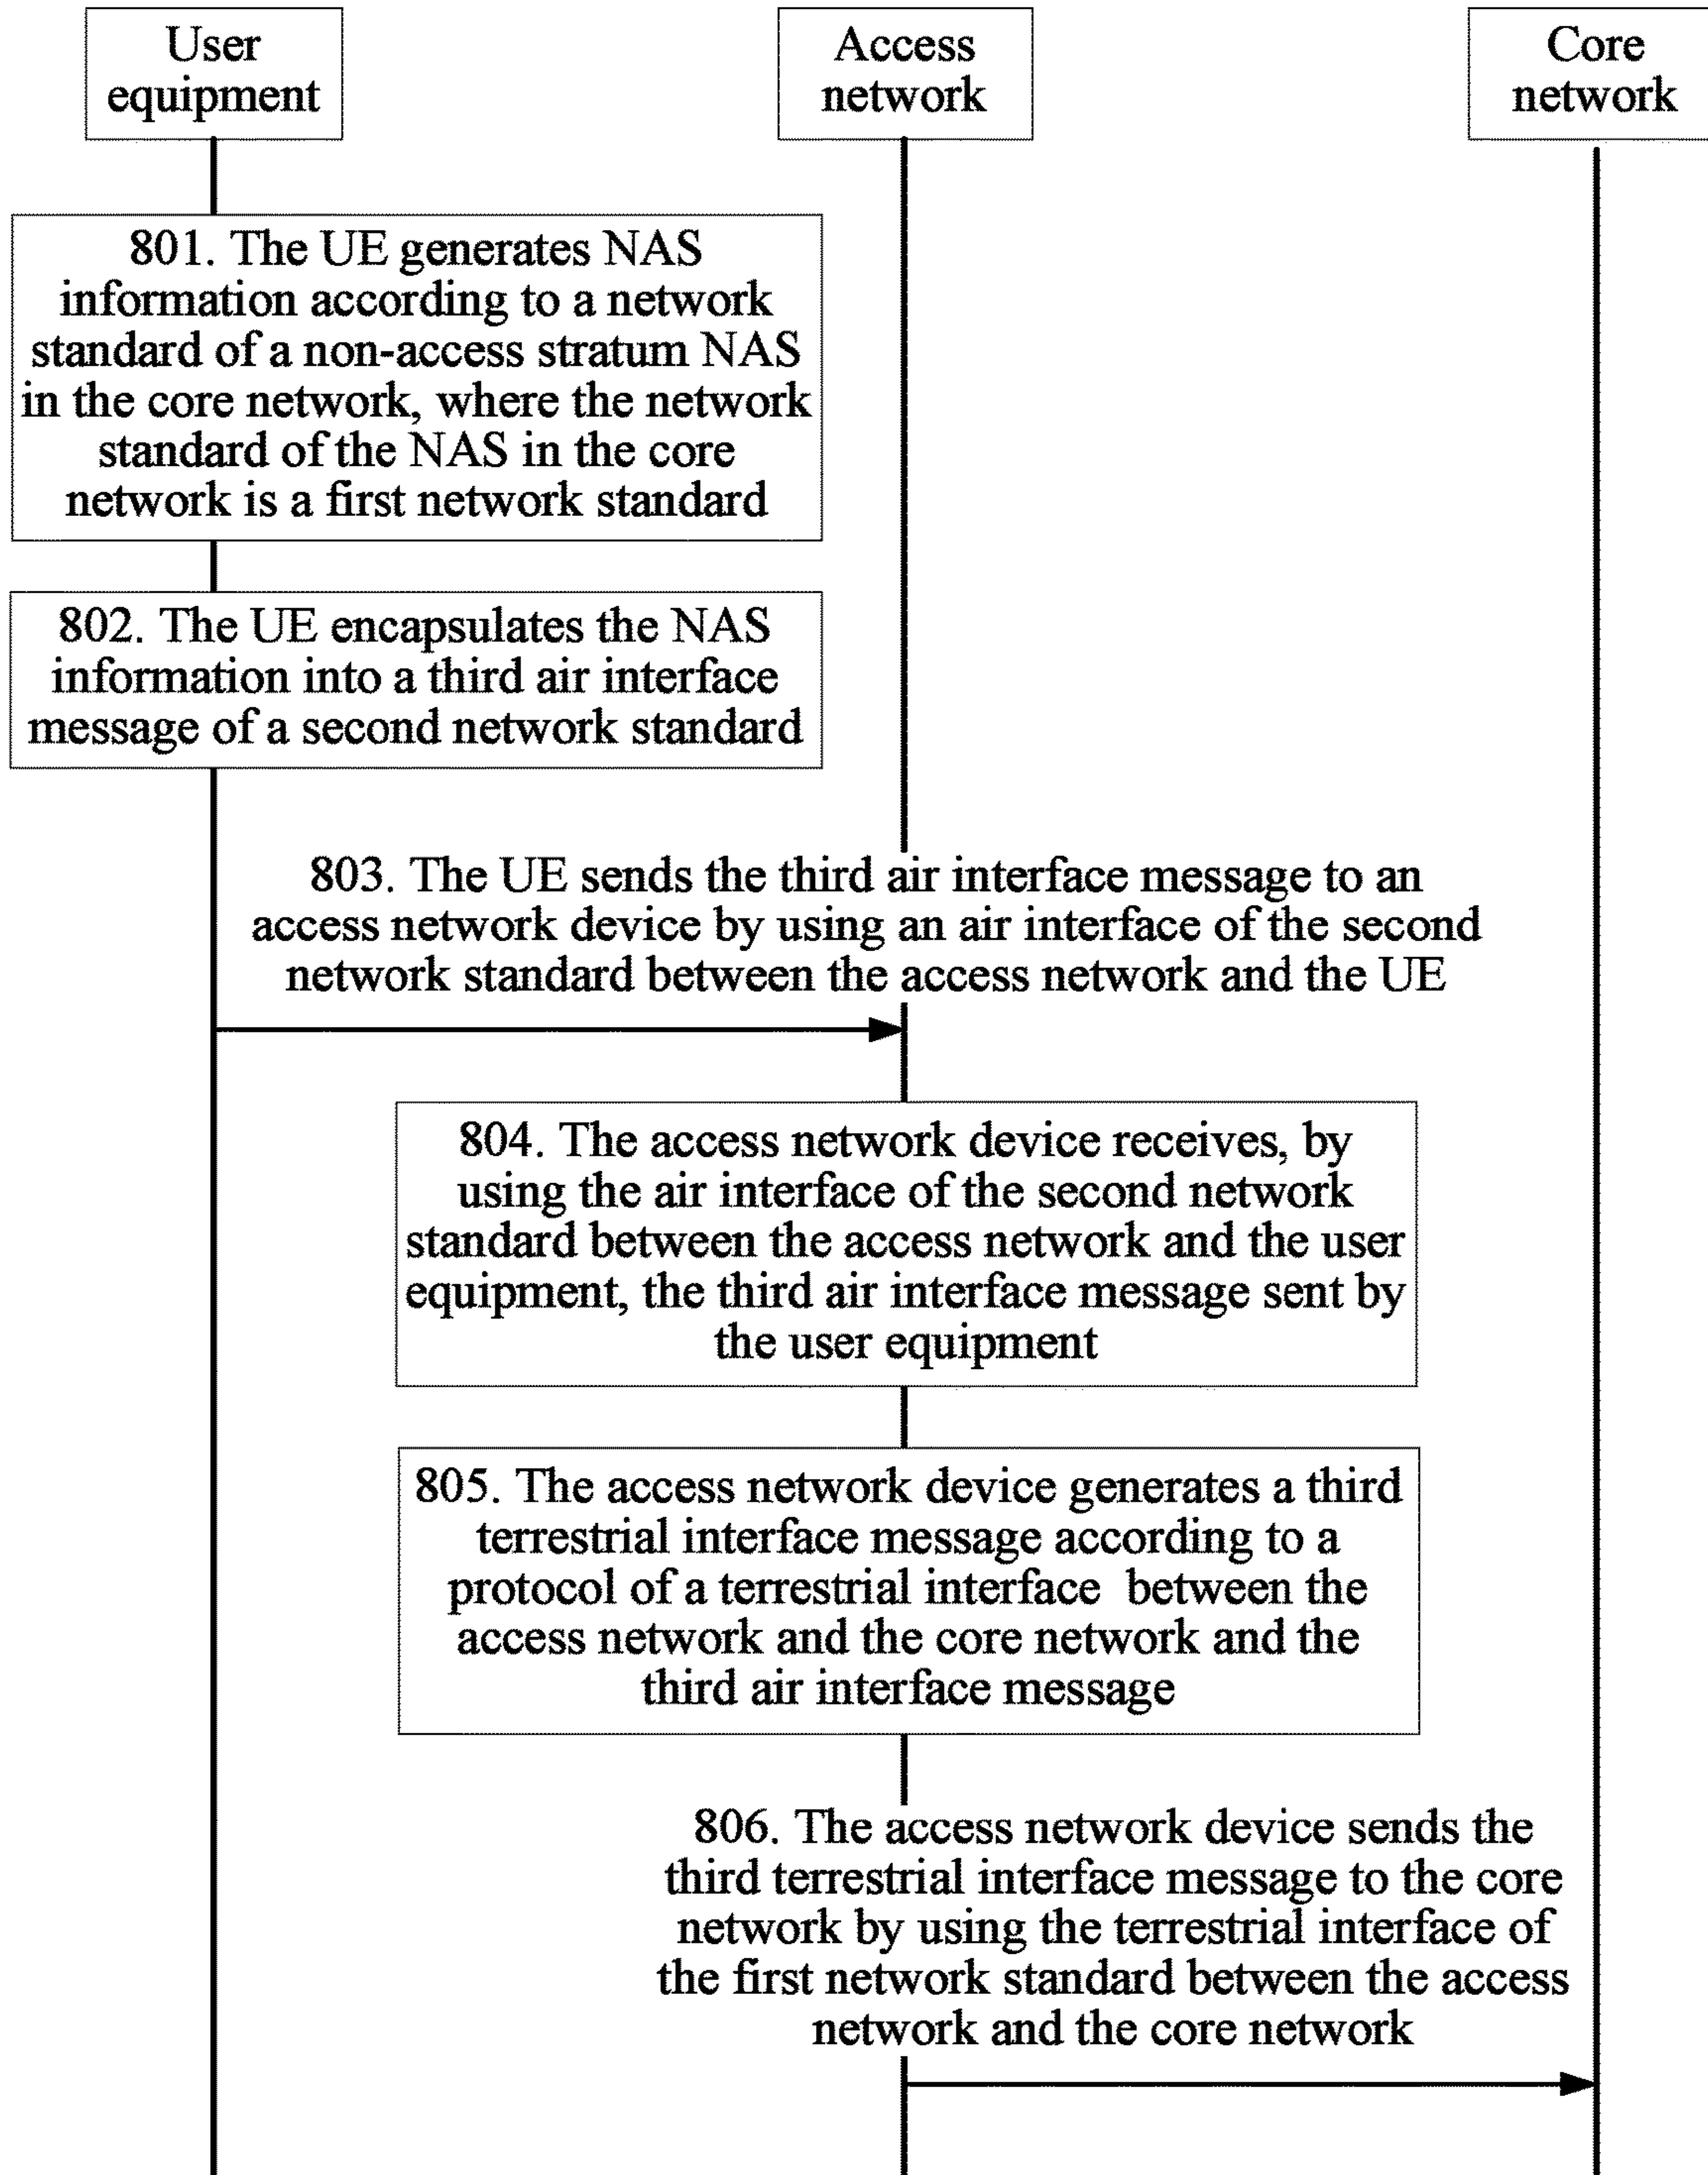 User
equipment
Access
network
Core
network
801. The UE generates NAS
information according to a network
standard of a non-access stratum NAS
in the core network, where the network
standard of the NAS in the core
network is a first network standard
802. The UE encapsulates the NAS
information into a third air interface
message of a second network standard
803. The UE sends the third air interface message to an
access network device by using an air interface of the second
network standard between the access network and the UE
804. The access network device receives, by
using the air interface of the second network
standard between the access network and the user
equipment, the third air interface message sent by
the user equipment
805. The access network device generates a third
terrestrial interface message according to a
protocol of a terrestrial interface between the
access network and the core network and the
third air interface message
806. The access network device sends the
third terrestrial interface message to the core
network by using the terrestrial interface of
the first network standard between the access
network and the core network